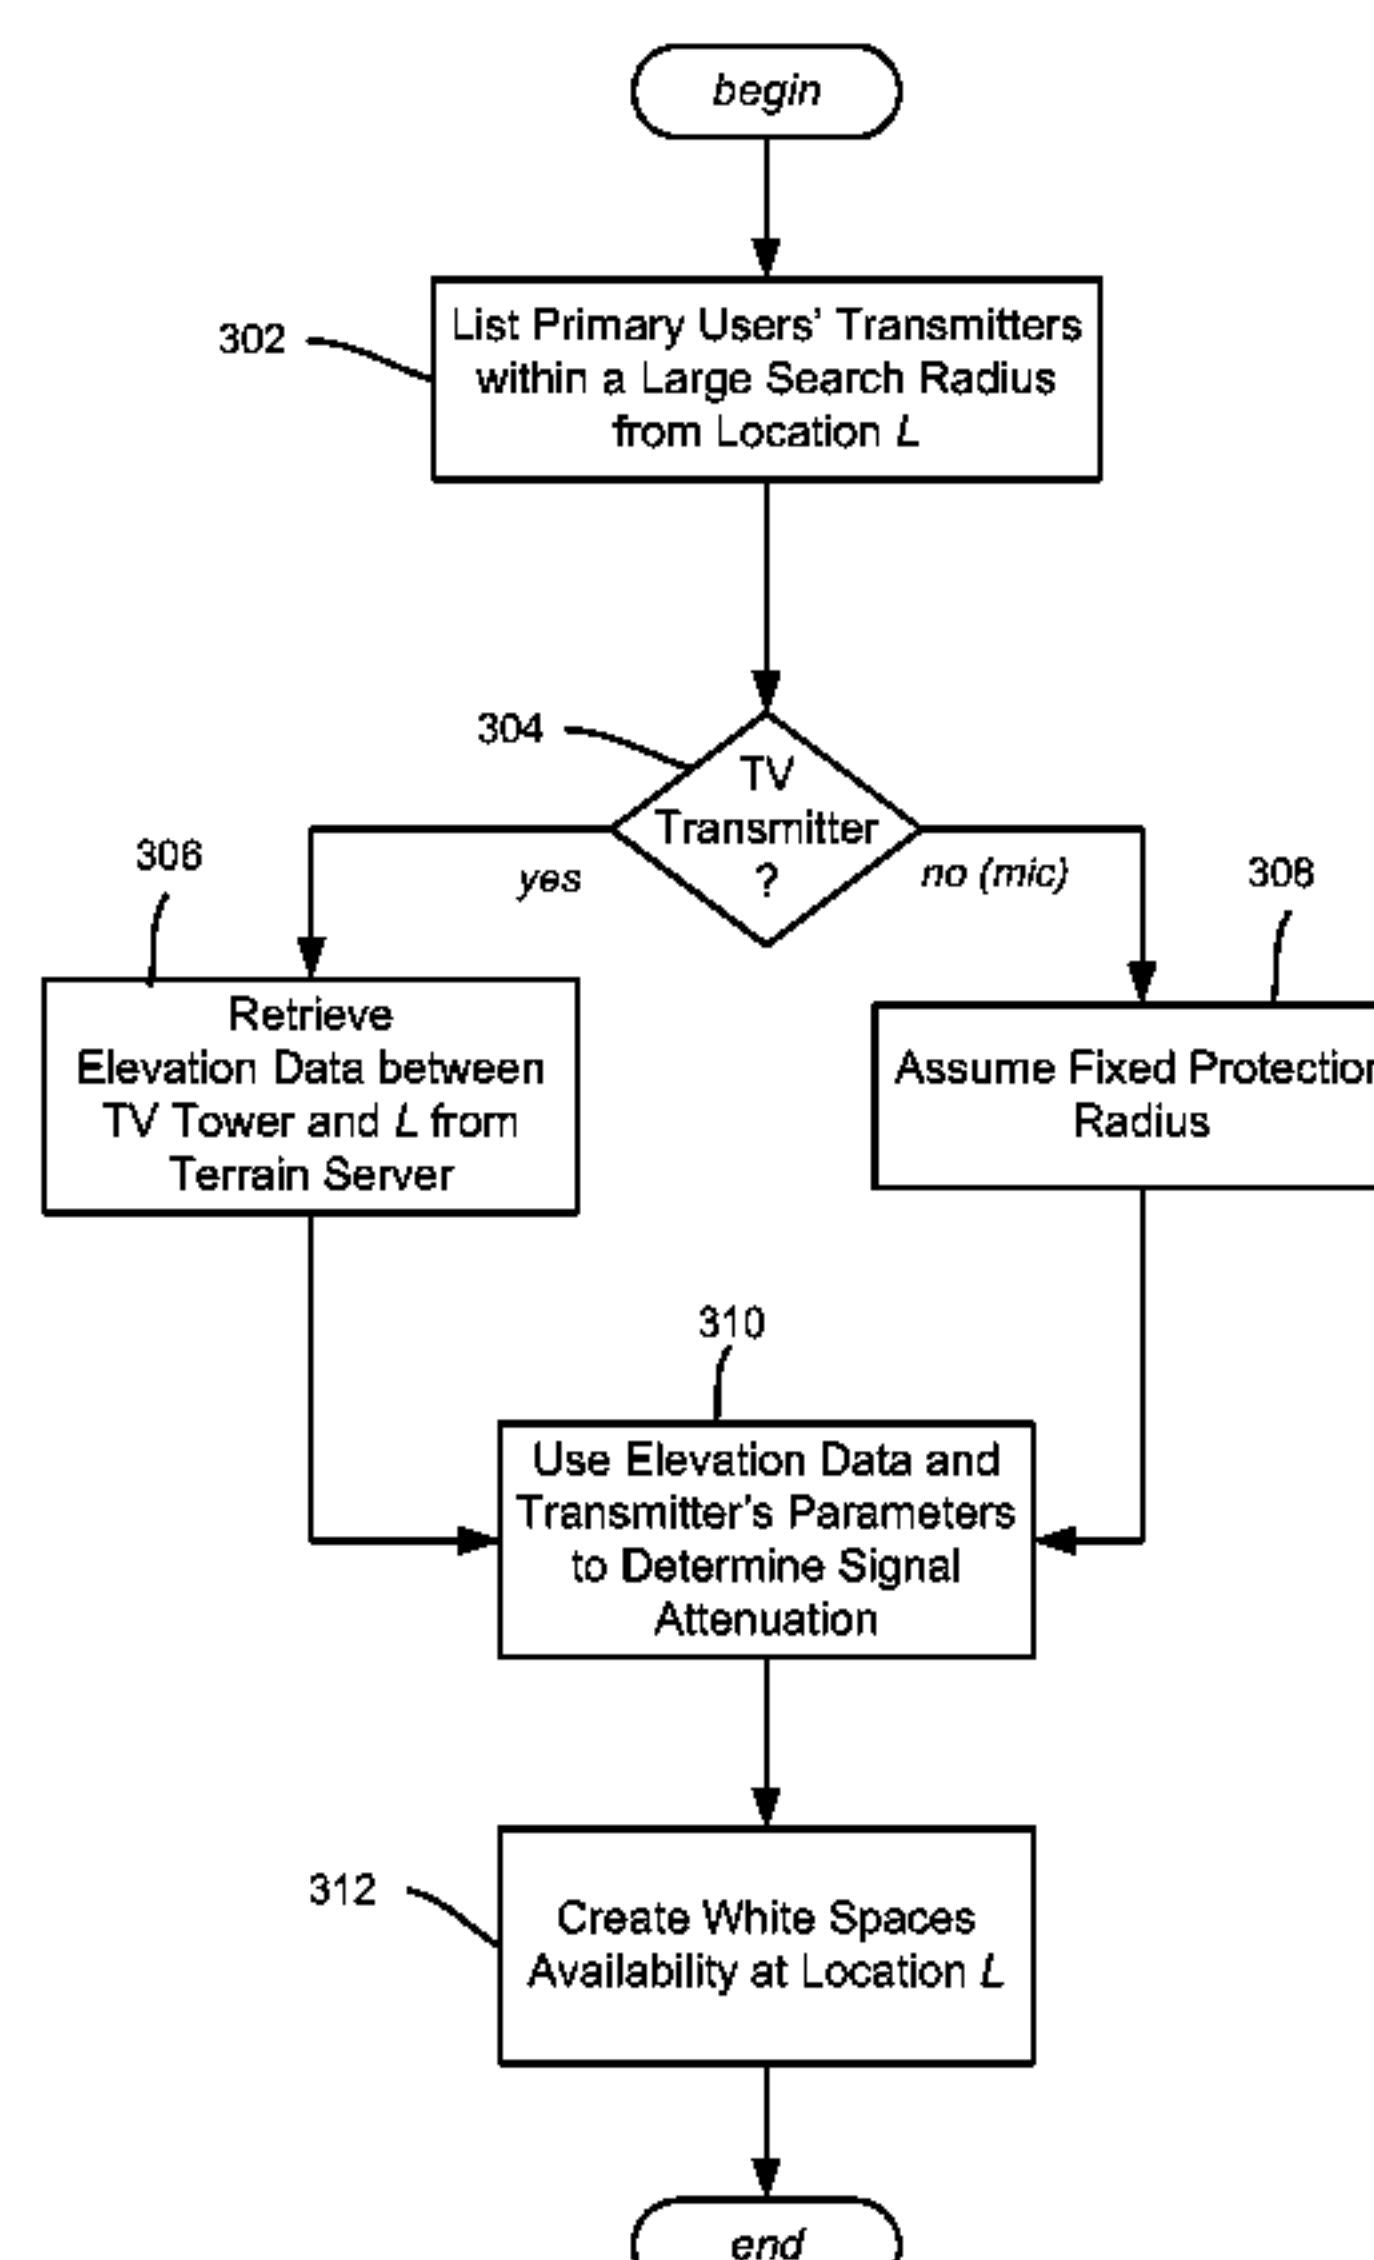 begin
302
List Primary Users' Transmitters
within a Large Search Radius
from Location L
304
TV
Transmitter
?
yes
no (mic)
306
308
Retrieve
Elevation Data between
TV Tower and L from
Terrain Server
Assume Fixed Protection
Radius
310
Use Elevation Data and
Transmitter's Parameters
to Determine Signal
Attenuation
312
Create White Spaces
Availability at Location L
end